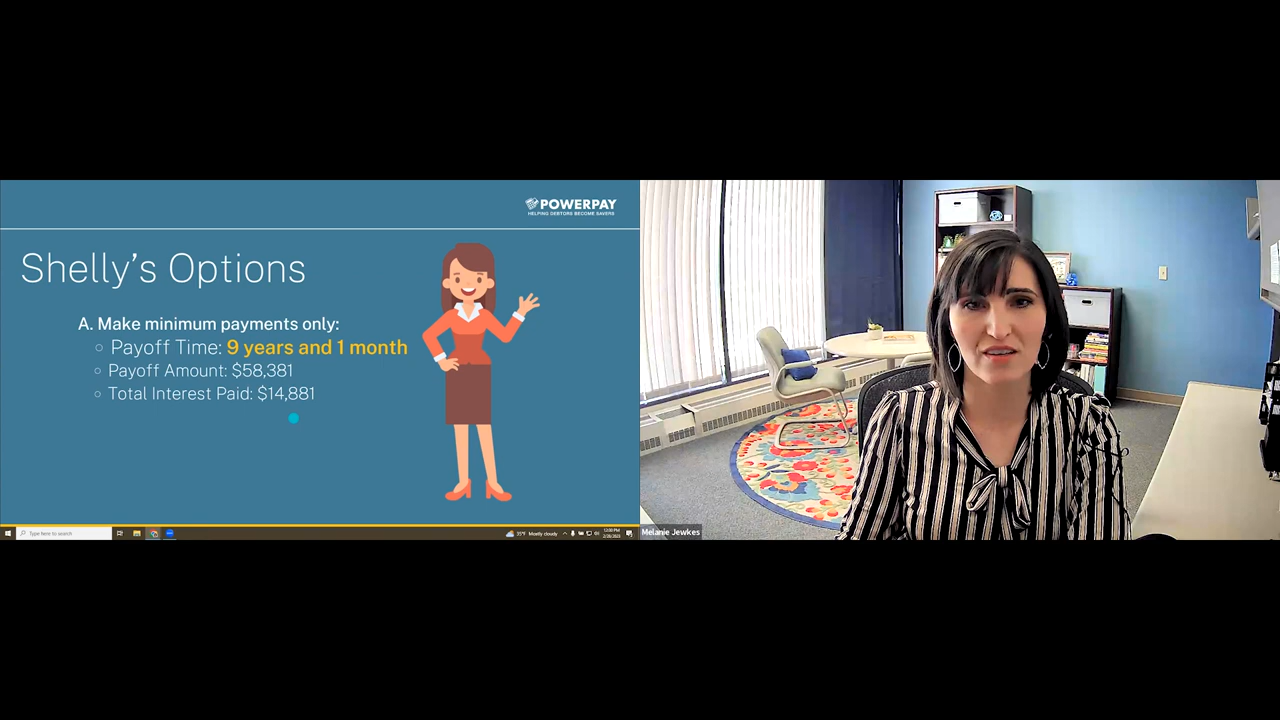 POWERPAY
HELPING DEBTORS BECOME SAVERS
Shelly's Options
A. Make minimum payments only:
○ Payoff Time: 9 years and 1 month
○ Payoff Amount: $58,381
○ Total Interest Paid: $14,881
Type here to search
35°F Mostly cloudy
Melanie Jewkes